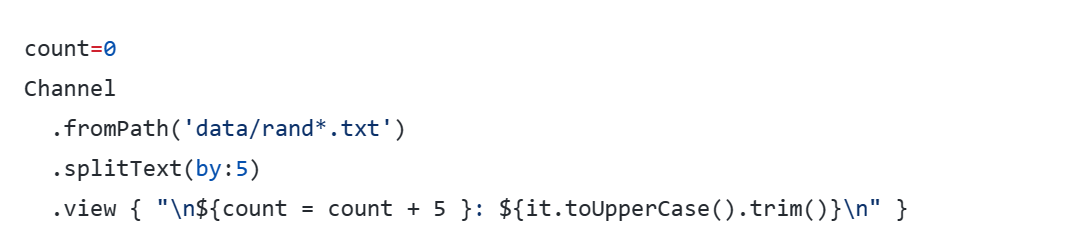 count=0
Channel
  .fromPath('data/rand*.txt')
  .splitText(by:5)
  .view { "\n${count = count + 5 }: ${it.toUpperCase().trim()}\n" }